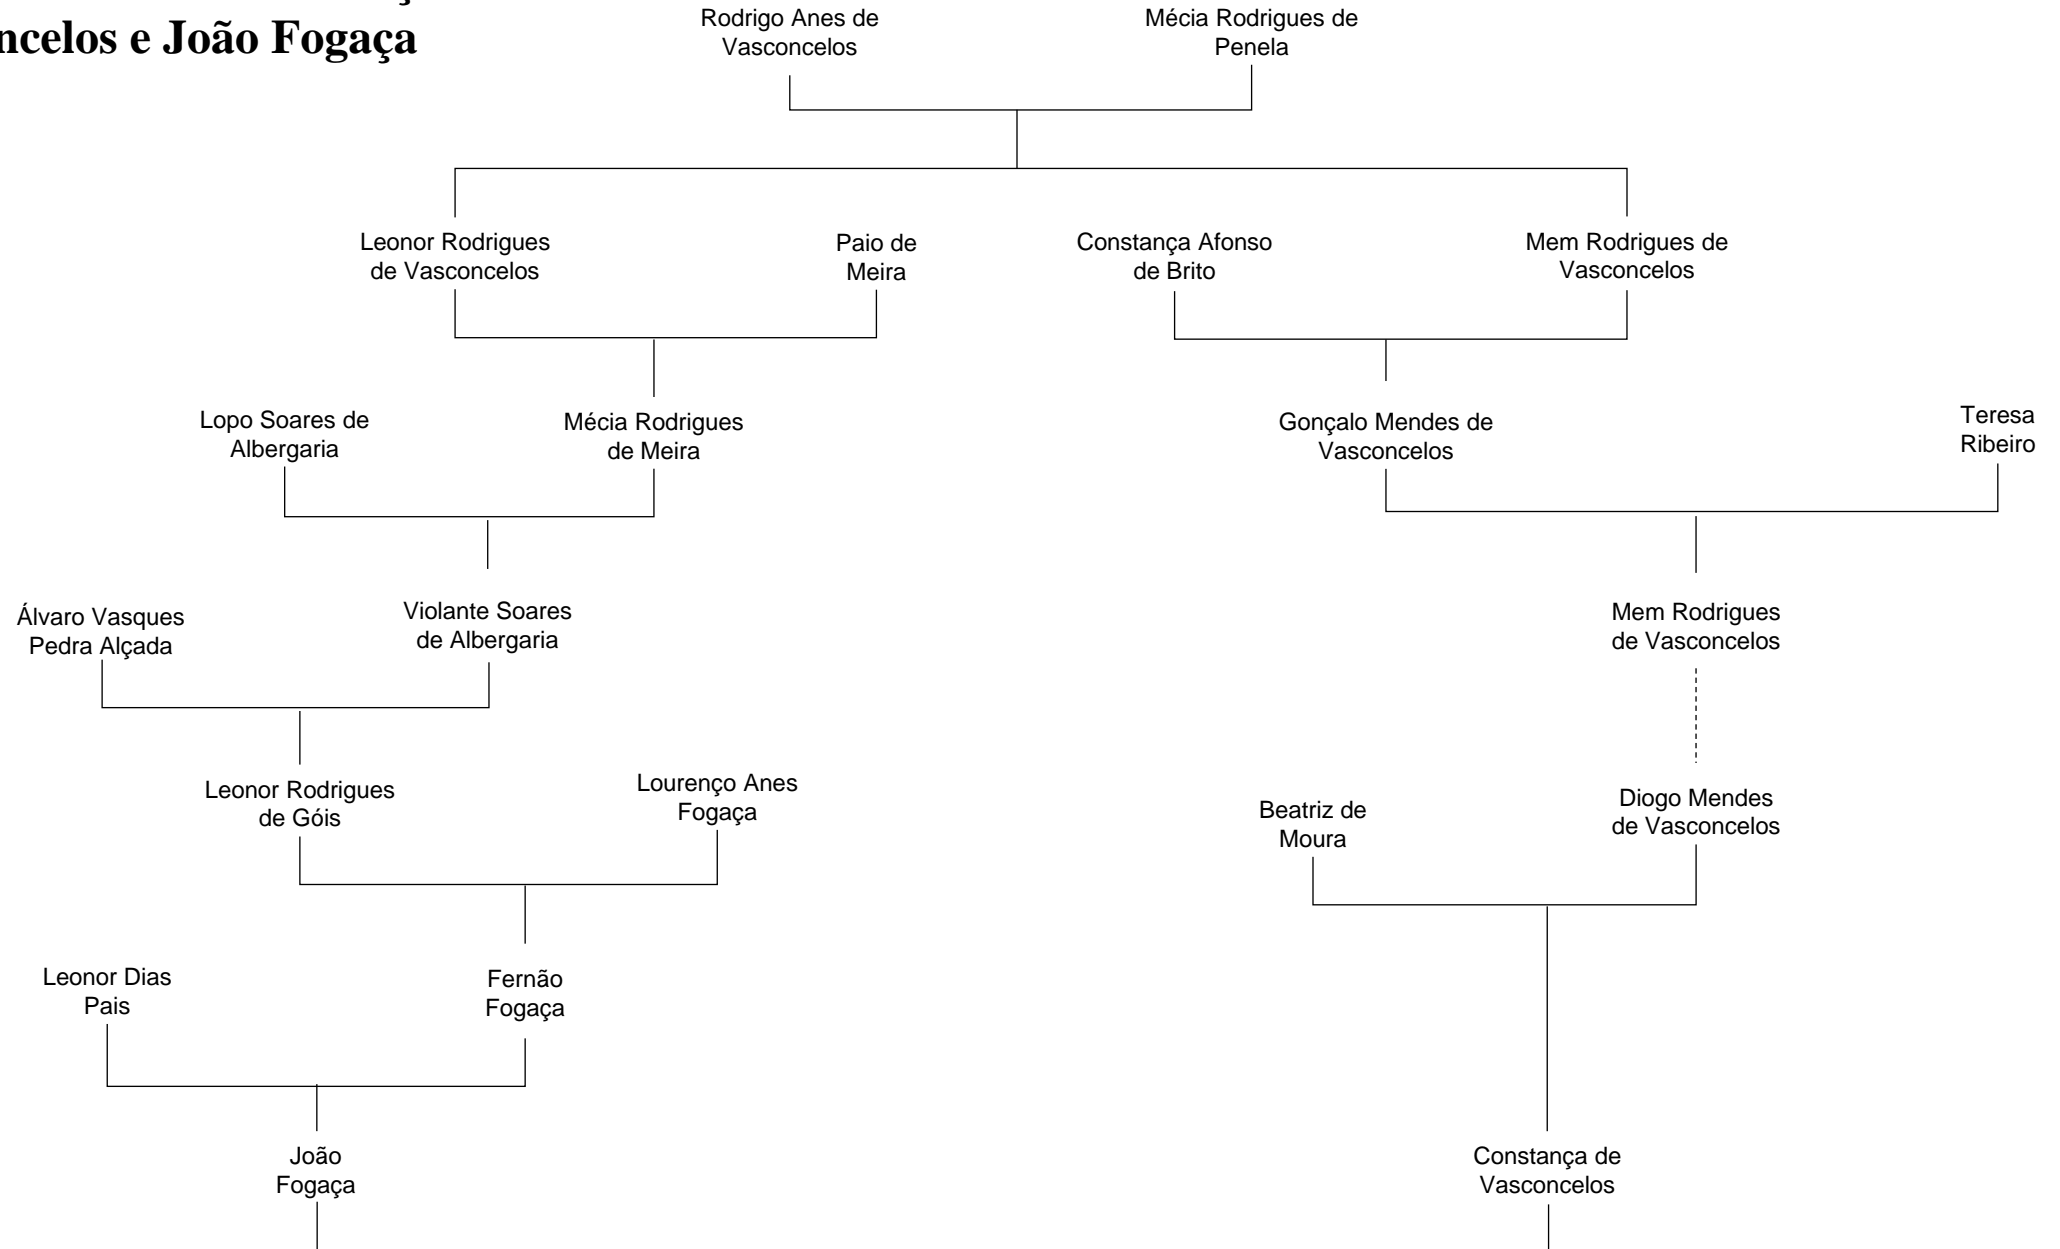 ncelos e João Fogaça
Rodrigo Anes de
Vasconcelos
Mécia Rodrigues de
Penela
Leonor Rodrigues
de Vasconcelos
Paio de
Meira
Constança Afonso
de Brito
Mem Rodrigues de
Vasconcelos
Lopo Soares de
Albergaria
Mécia Rodrigues
de Meira
Gonçalo Mendes de
Vasconcelos
Teresa
Ribeiro
Álvaro Vasques
Pedra Alçada
Violante Soares
de Albergaria
Mem Rodrigues
de Vasconcelos
Leonor Rodrigues
de Góis
Lourenço Anes
Fogaça
Beatriz de
Moura
Diogo Mendes
de Vasconcelos
Leonor Dias
Pais
Fernão
Fogaça
João
Fogaça
Constança de
Vasconcelos